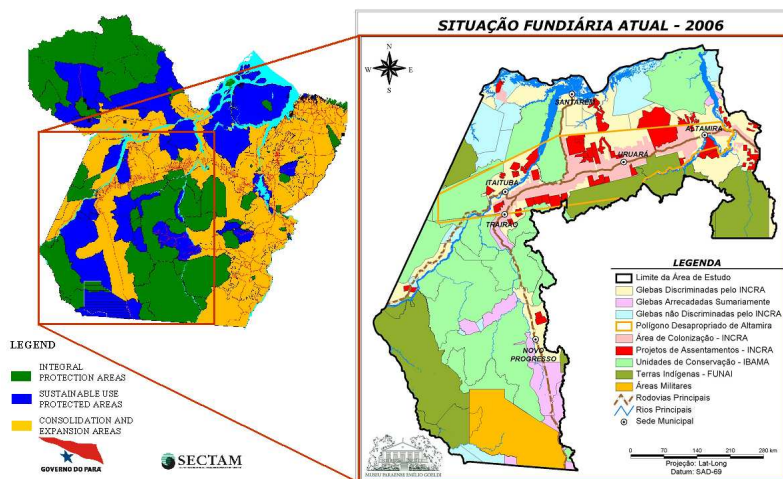 SITUAÇÃO FUNDIÁRIA ATUAL - 2006
N
W E
S
SANTARÉM
ALTAMIRA
URUARÁ
ITAITUBA
TRAIRÃO
NOVO
PROGRESSO
LEGEND
INTEGRAL
PROTECTION AREAS
SUSTAINABLE USE
PROTECTED AREAS
CONSOLIDATION AND
EXPANSION AREAS
GOVERNO DO PARÁ
SECTAM
LEGENDA
Limite da Área de Estudo
Glebas Discriminadas pelo INCRA
Glebas Arrecadadas Sumariamente
Glebas não Discriminadas pelo INCRA
Polígono Desapropriado de Altamira
Área de Colonização - INCRA
Projetos de Assentamentos - INCRA
Unidades de Conservação - IBAMA
Terras Indígenas - FUNAI
Áreas Militares
Rodovias Principais
Rios Principais
Sede Municipal
70 140 210 280 km
Projeção: Lat-Long
Datum: SAD-69
MUSEU PARAENSE EMÍLIO GOELDI